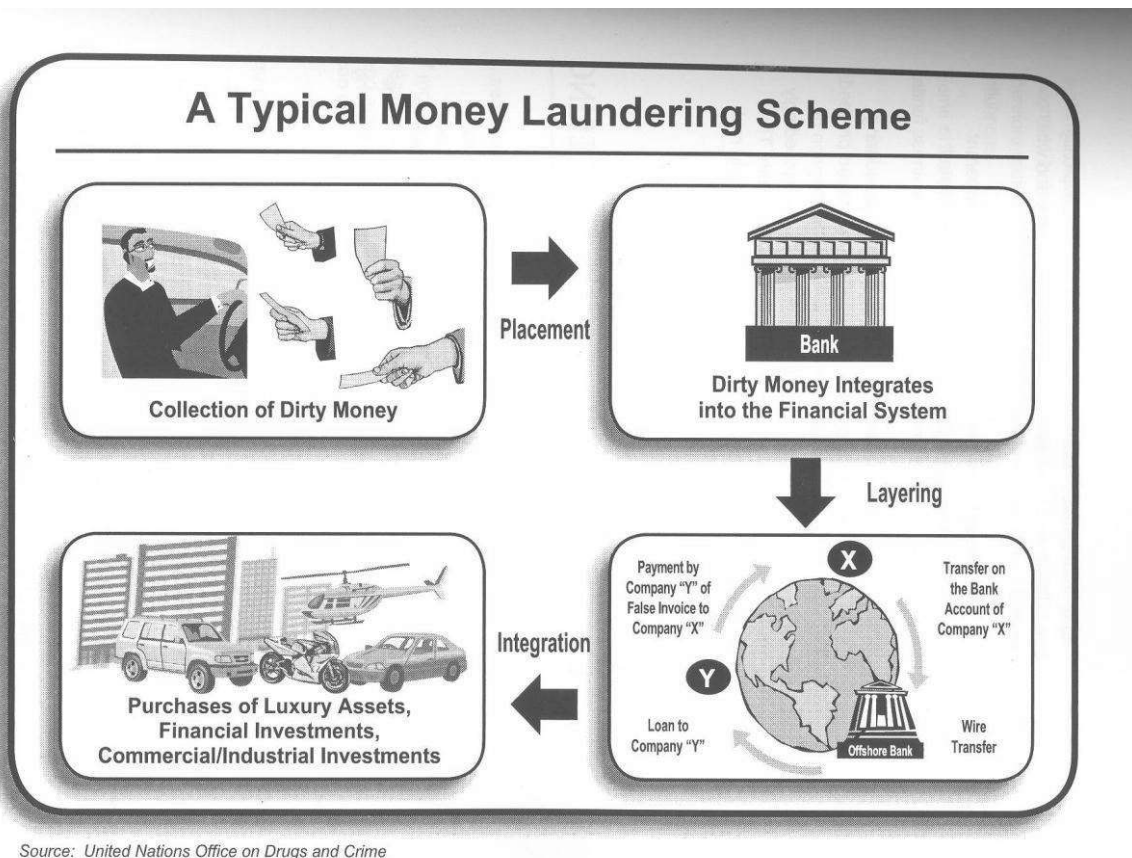 A Typical Money Laundering Scheme
Collection of Dirty Money
Placement
Bank
Dirty Money Integrates
into the Financial System
Layering
Payment by
Company “Y” of
False Invoice to
Company “X”
X
Transfer on
the Bank
Account of
Company “X”
Y
Loan to
Company “Y”
Offshore Bank
Wire
Transfer
Integration
Purchases of Luxury Assets,
Financial Investments,
Commercial/Industrial Investments
Source: United Nations Office on Drugs and Crime